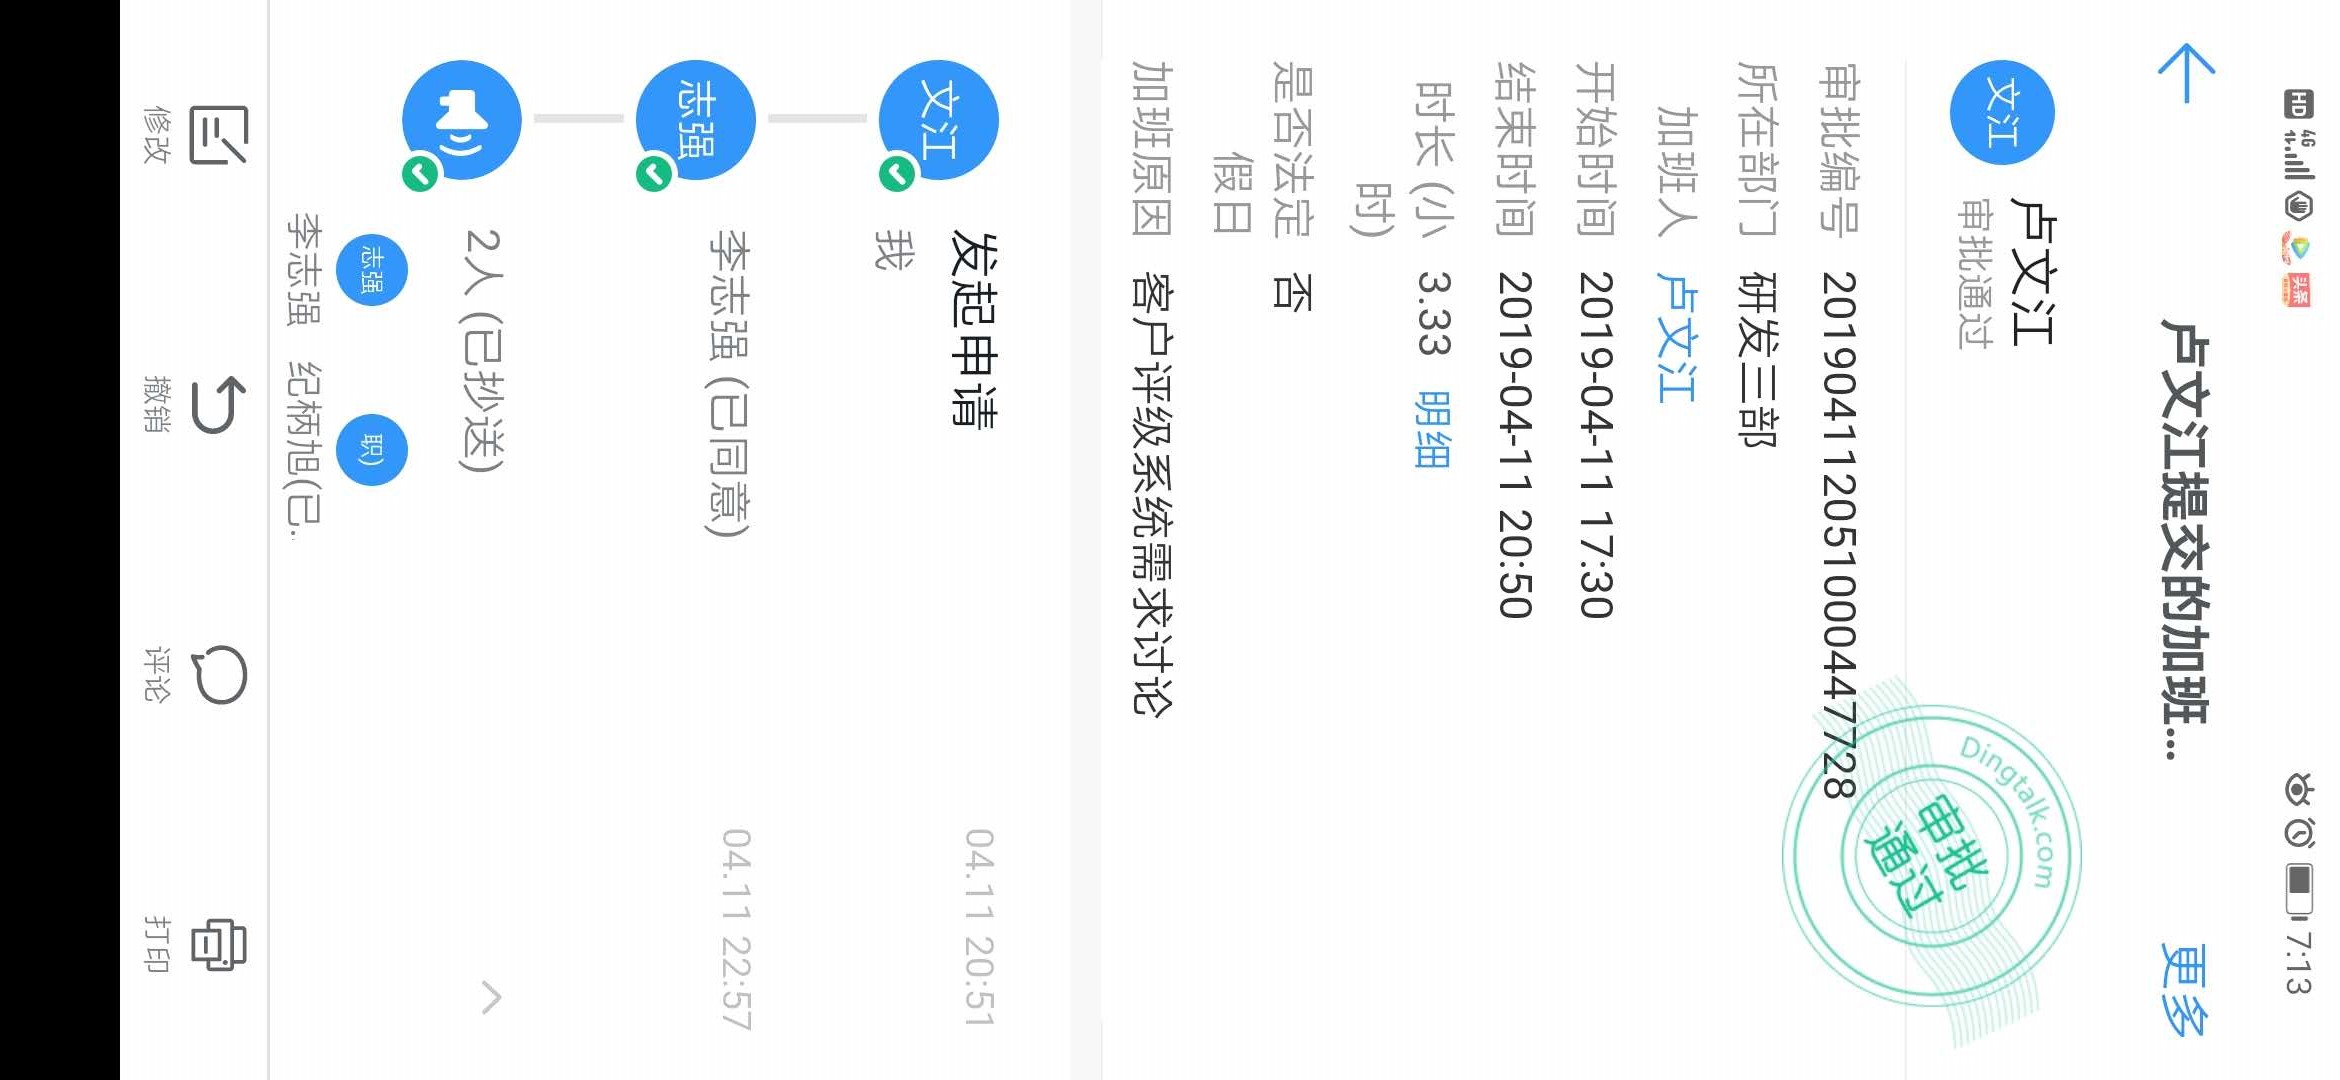 HD 4G 头条 7:13
卢文江提交的加班... 更多
文江 卢文江
审批通过
Dingtalk.com
审批
通过
审批编号 201904112051000447728
所在部门 研发三部
加班人 卢文江
开始时间 2019-04-11 17:30
结束时间 2019-04-11 20:50
时长 (小 3.33 明细
时)
是否法定 否
假日
加班原因 客户评级系统需求讨论
文江 发起申请 04.11 20:51
我
志强 李志强 (已同意) 04.11 22:57
2人 (已抄送)
志强 职)
李志强 纪柄旭(已..
修改 撤销 评论 打印